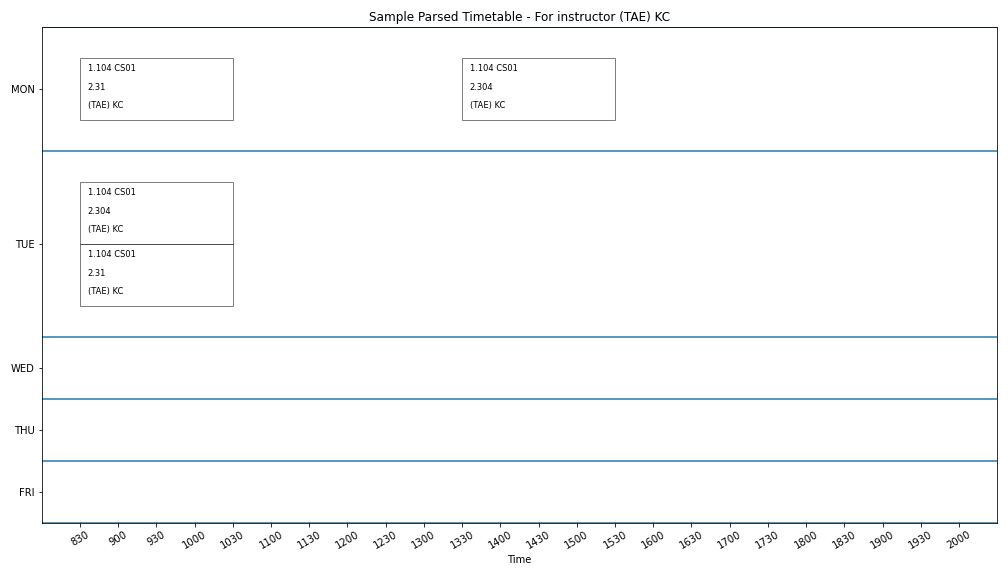 Sample Parsed Timetable - For instructor (TAE) KC
MON
1.104 CS01
2.31
(TAE) KC
1.104 CS01
2.304
(TAE) KC
TUE
1.104 CS01
2.304
(TAE) KC
1.104 CS01
2.31
(TAE) KC
WED
THU
FRI
830 900 930 1000 1030 1100 1130 1200 1230 1300 1330 1400 1430 1500 1530 1600 1630 1700 1730 1800 1830 1900 1930 2000
Time